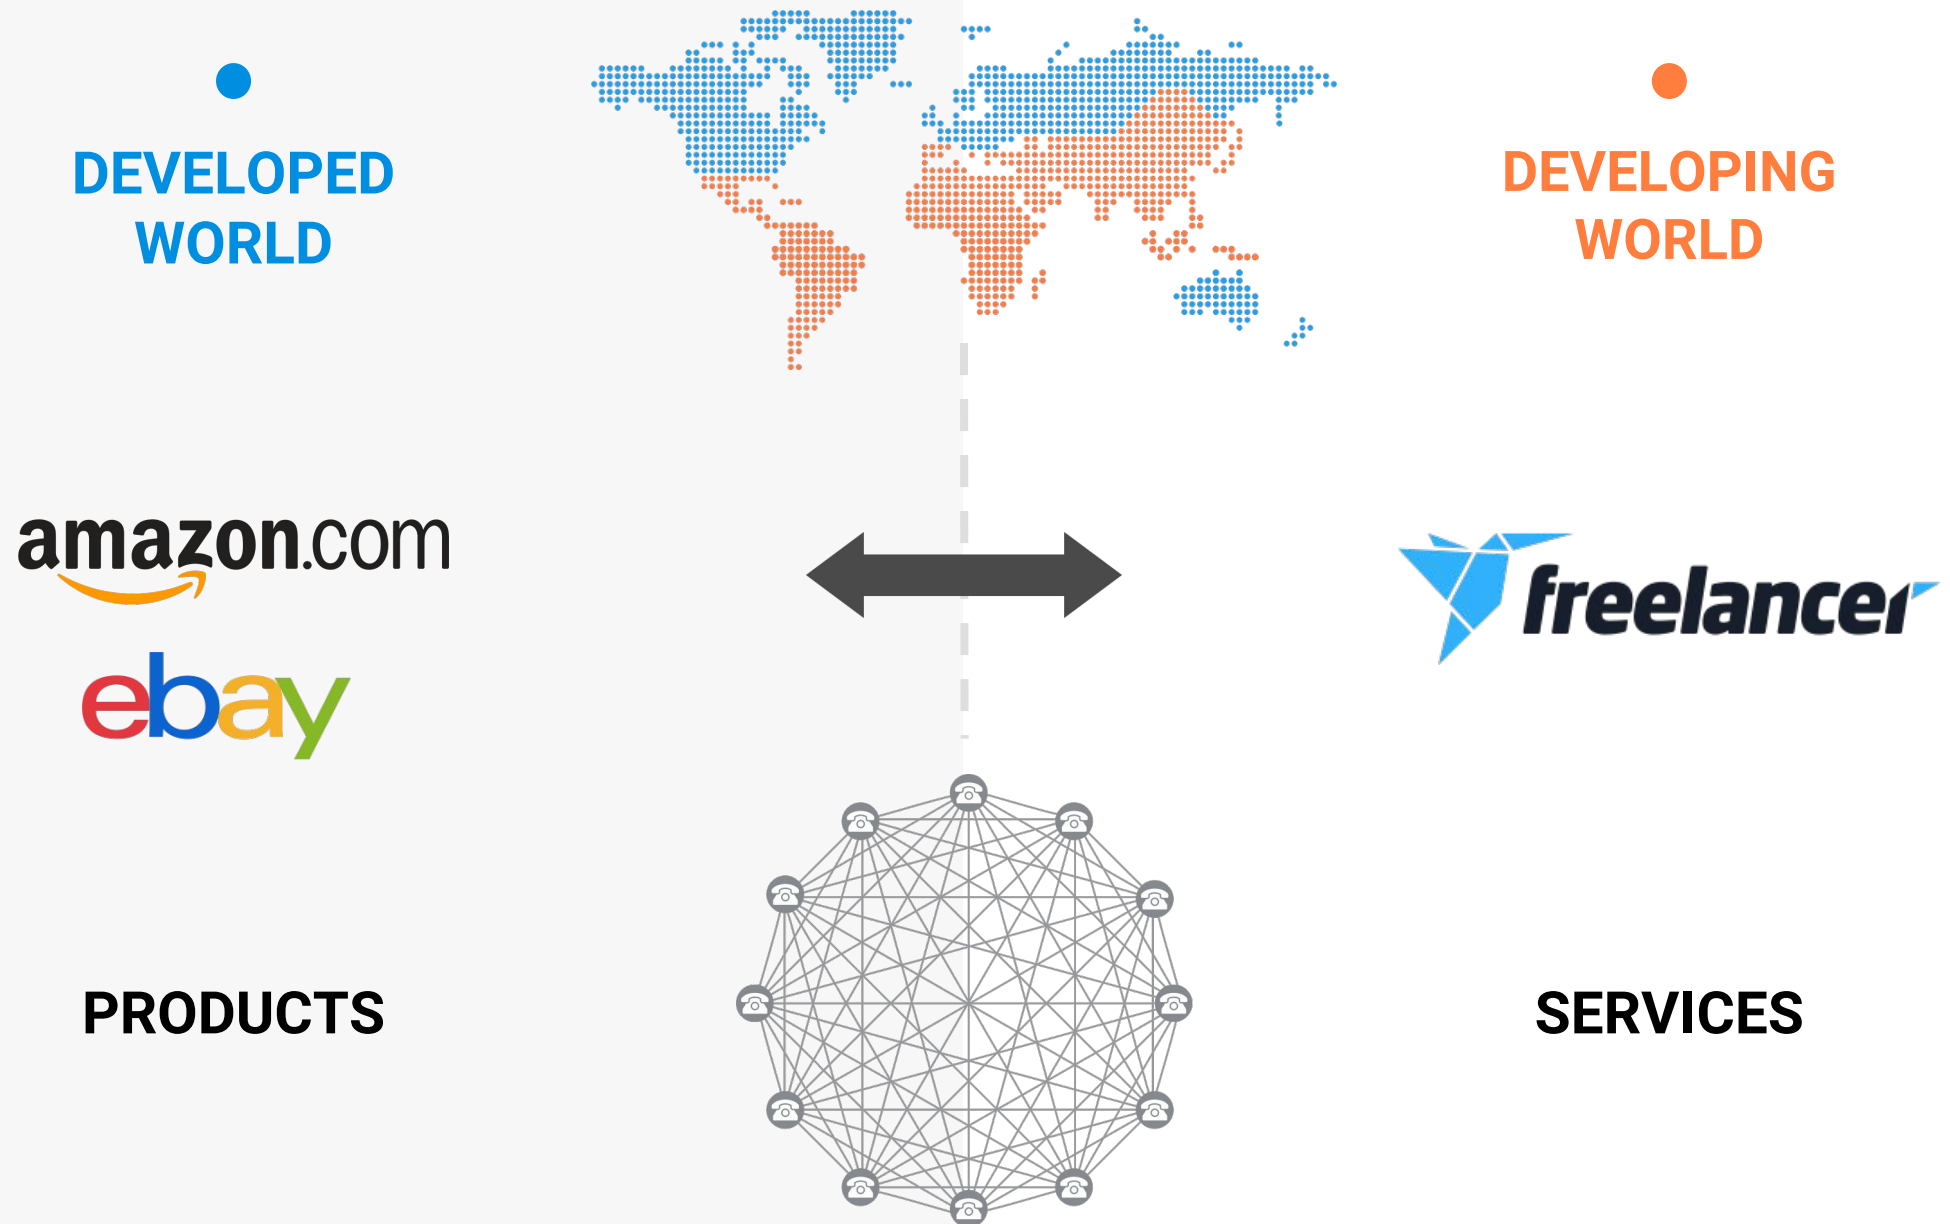 DEVELOPED
WORLD
DEVELOPING
WORLD
amazon.com
ebay
freelancer
PRODUCTS
SERVICES